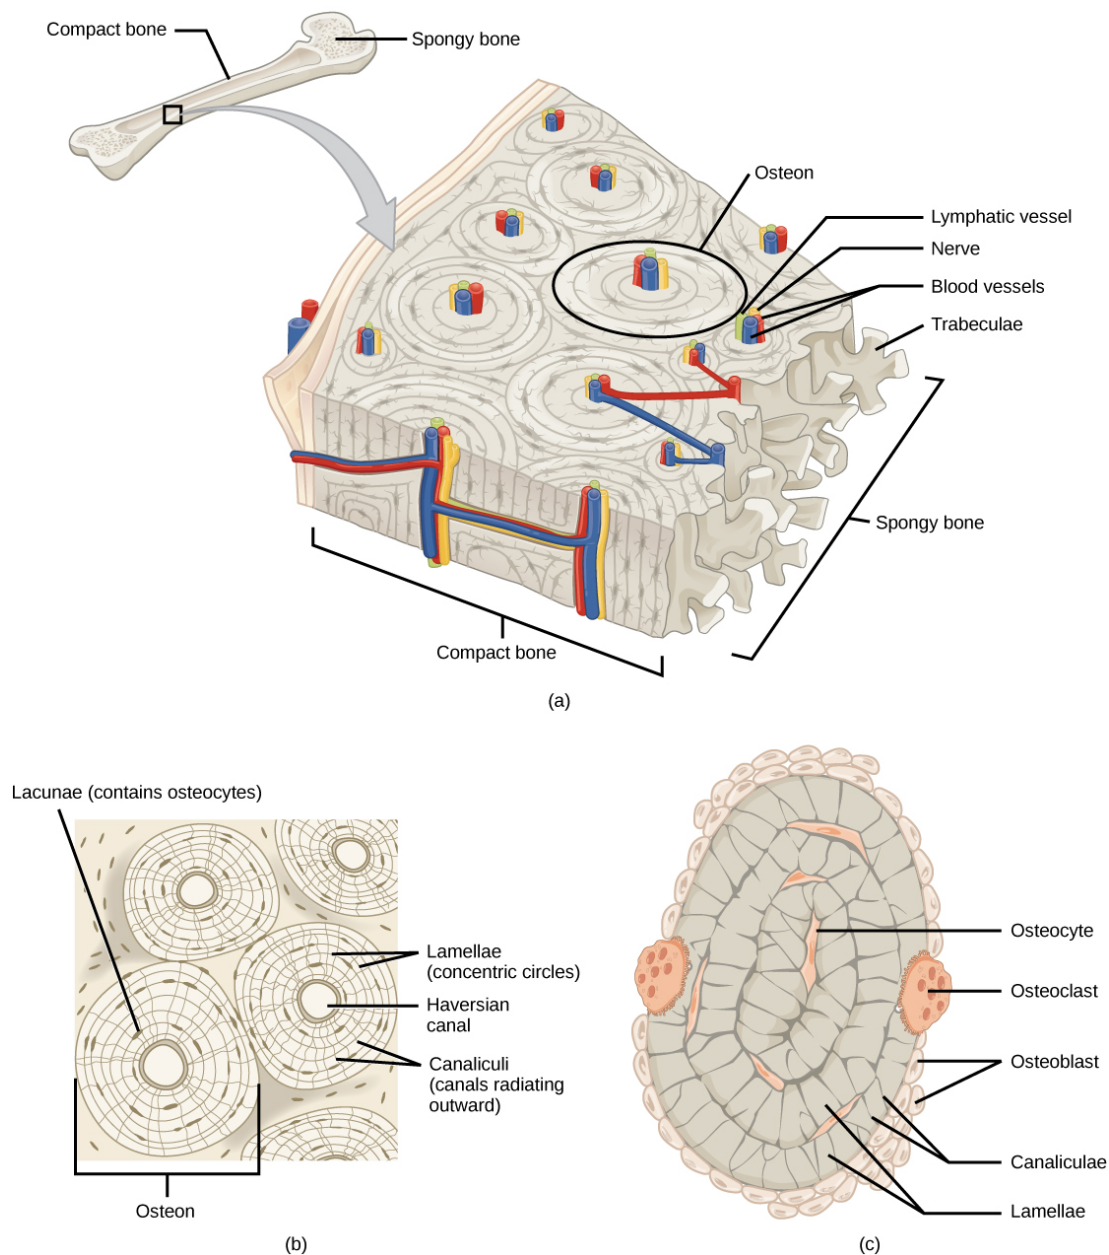 Compact bone
Spongy bone
Osteon
Lymphatic vessel
Nerve
Blood vessels
Trabeculae
Spongy bone
Compact bone
(a)
Lacunae (contains osteocytes)
Lamellae
(concentric circles)
Haversian
canal
Canaliculi
(canals radiating
outward)
Osteon
(b)
Osteocyte
Osteoclast
Osteoblast
Canaliculae
Lamellae
(c)